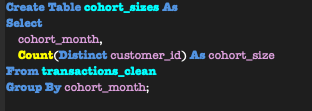 Create Table cohort_sizes As
Select
    cohort_month,
    Count(Distinct customer_id) As cohort_size
From transactions_clean
Group By cohort_month;